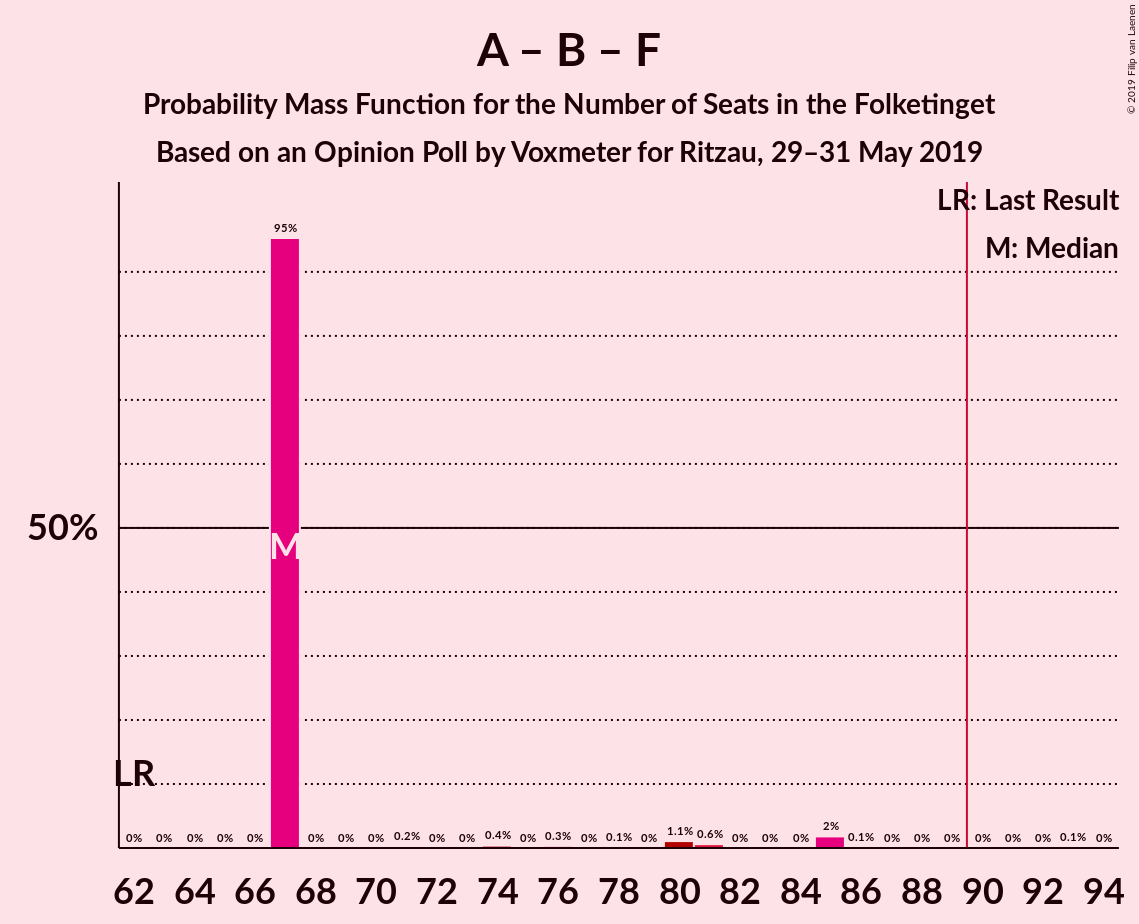 A – B – F
Probability Mass Function for the Number of Seats in the Folketinget
Based on an Opinion Poll by Voxmeter for Ritzau, 29–31 May 2019
© 2019 Filip van Laenen
LR: Last Result
M: Median
95%
50%
M
LR
0% 0% 0% 0% 0% 0% 0% 0% 0.2% 0% 0% 0.4% 0% 0.3% 0% 0.1% 0% 1.1% 0.6% 0% 0% 0% 2% 0.1% 0% 0% 0% 0% 0% 0% 0.1% 0%
62 64 66 68 70 72 74 76 78 80 82 84 86 88 90 92 94